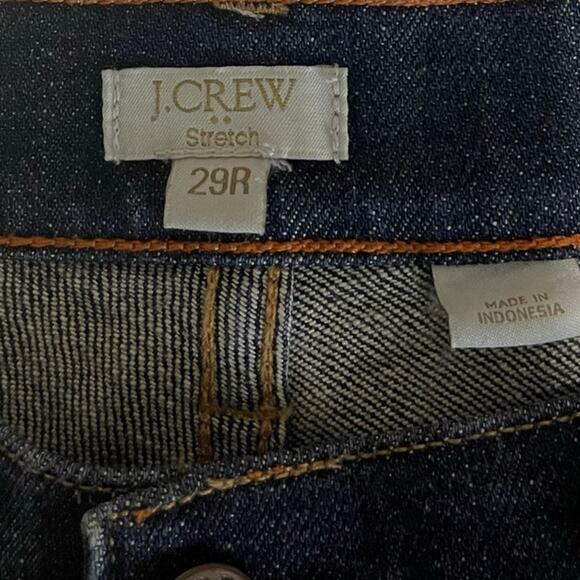 J.CREW
Stretch
29R
MADE IN
INDONESIA